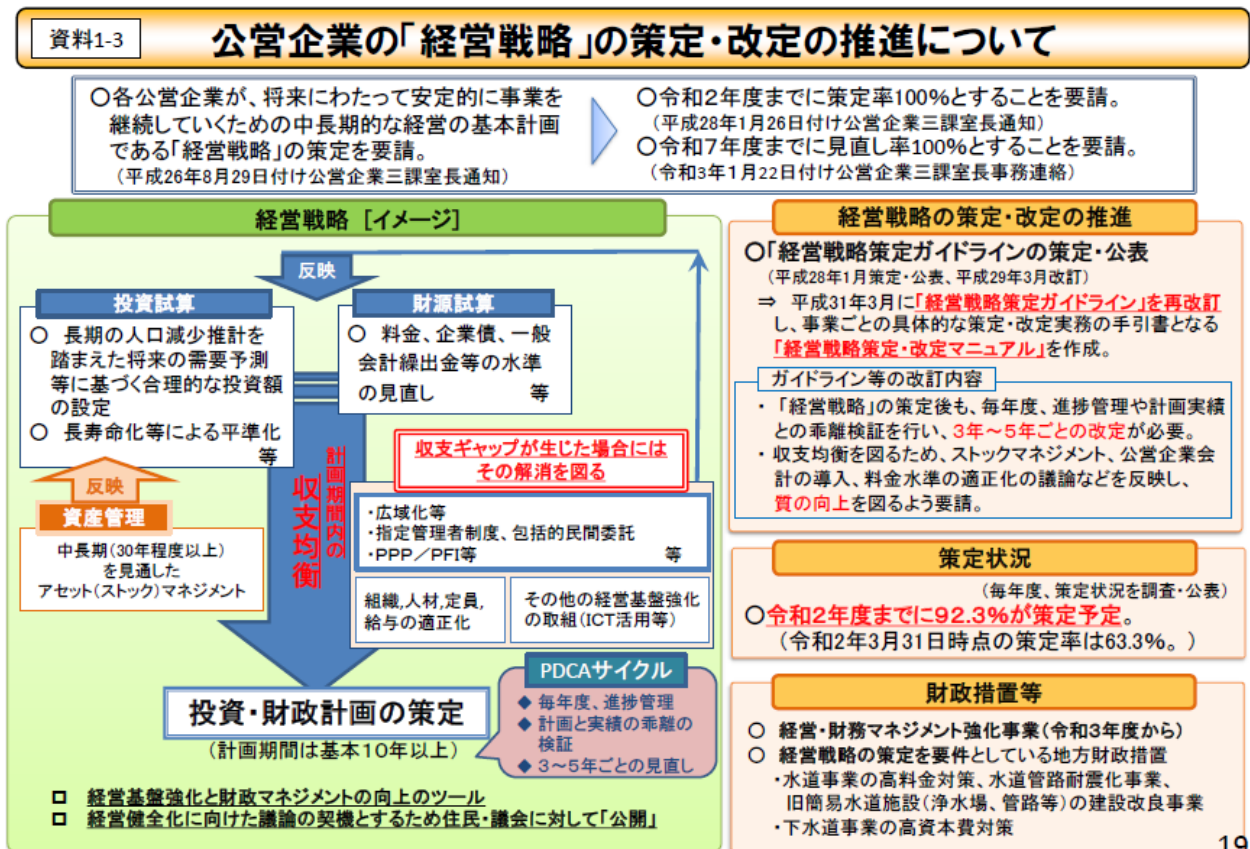 資料1-3
公営企業の「経営戦略」の策定・改定の推進について
〇各公営企業が、将来にわたって安定的に事業を
継続していくための中長期的な経営の基本計画
である「経営戦略」の策定を要請。
（平成26年8月29日付け公営企業三課室長通知）
〇令和２年度までに策定率100％とすることを要請。
（平成28年1月26日付け公営企業三課室長通知）
〇令和７年度までに見直し率100％とすることを要請。
（令和3年1月22日付け公営企業三課室長事務連絡）
経営戦略 ［イメージ］
反映
投資試算
〇 長期の人口減少推計を
踏まえた将来の需要予測
等に基づく合理的な投資額
の設定
〇 長寿命化等による平準化
等
財源試算
〇 料金、企業債、一般
会計繰出金等の水準
の見直し 等
反映
資産管理
中長期（30年程度以上）
を見通した
アセット（ストック）マネジメント
計画期間内の
収支均衡
収支ギャップが生じた場合には
その解消を図る
・広域化等
・指定管理者制度、包括的民間委託
・PPP／PFI等 等
組織,人材,定員,
給与の適正化
その他の経営基盤強化
の取組（ICT活用等）
投資・財政計画の策定
（計画期間は基本１０年以上）
PDCAサイクル
◆ 毎年度、進捗管理
◆ 計画と実績の乖離の
検証
◆ ３～５年ごとの見直し
□ 経営基盤強化と財政マネジメントの向上のツール
□ 経営健全化に向けた議論の契機とするため住民・議会に対して「公開」
経営戦略の策定・改定の推進
〇「経営戦略策定ガイドラインの策定・公表
（平成28年1月策定・公表、平成29年3月改訂）
⇒ 平成31年3月に「経営戦略策定ガイドライン」を再改訂
し、事業ごとの具体的な策定・改定実務の手引書となる
「経営戦略策定・改定マニュアル」を作成。
ガイドライン等の改訂内容
・ 「経営戦略」の策定後も、毎年度、進捗管理や計画実績
との乖離検証を行い、３年～５年ごとの改定が必要。
・ 収支均衡を図るため、ストックマネジメント、公営企業会
計の導入、料金水準の適正化の議論などを反映し、
質の向上を図るよう要請。
策定状況
（毎年度、策定状況を調査・公表）
〇令和２年度までに92.3％が策定予定。
（令和2年3月31日時点の策定率は63.3％。）
財政措置等
〇 経営・財務マネジメント強化事業（令和３年度から）
〇 経営戦略の策定を要件としている地方財政措置
・水道事業の高料金対策、水道管路耐震化事業、
旧簡易水道施設（浄水場、管路等）の建設改良事業
・下水道事業の高資本費対策
19